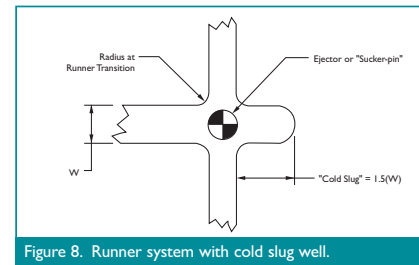 Radius at
Runner Transition
Ejector or "Sucker-pin"
W
"Cold Slug" = 1.5(W)
Figure 8. Runner system with cold slug well.